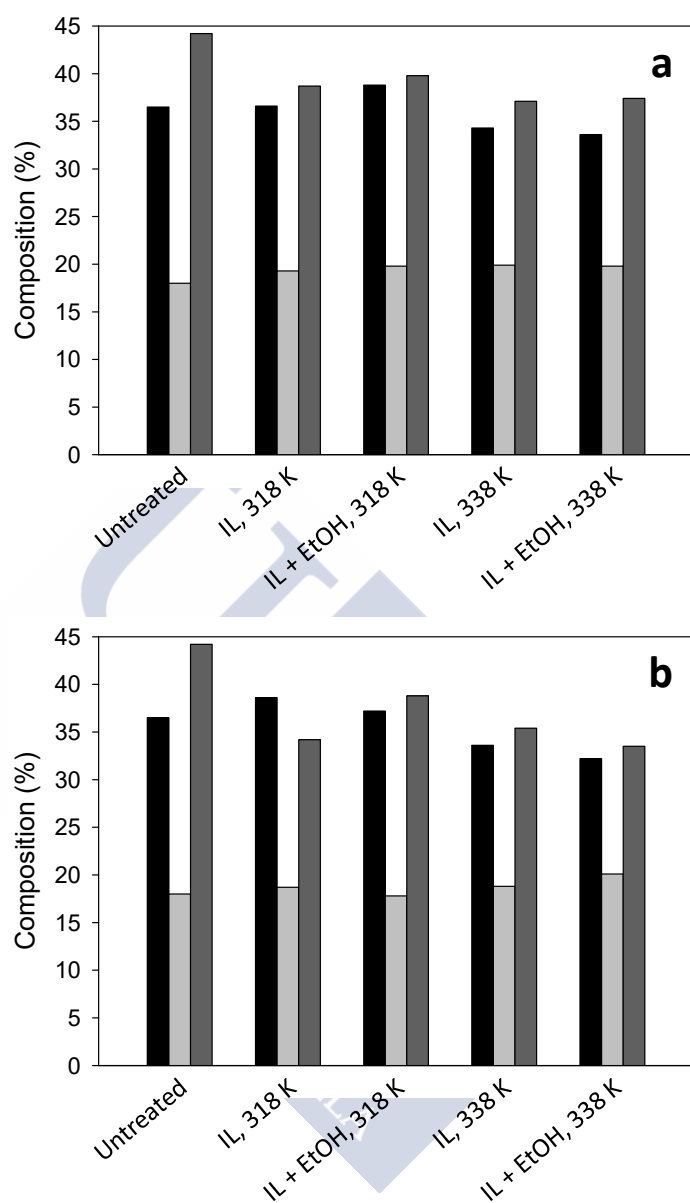 a
45
40
35
30
25
20
15
10
5
0
Composition (%)
Untreated
IL, 318 K
IL + EtOH, 318 K
IL, 338 K
IL + EtOH, 338 K
b
45
40
35
30
25
20
15
10
5
0
Composition (%)
Untreated
IL, 318 K
IL + EtOH, 318 K
IL, 338 K
IL + EtOH, 338 K